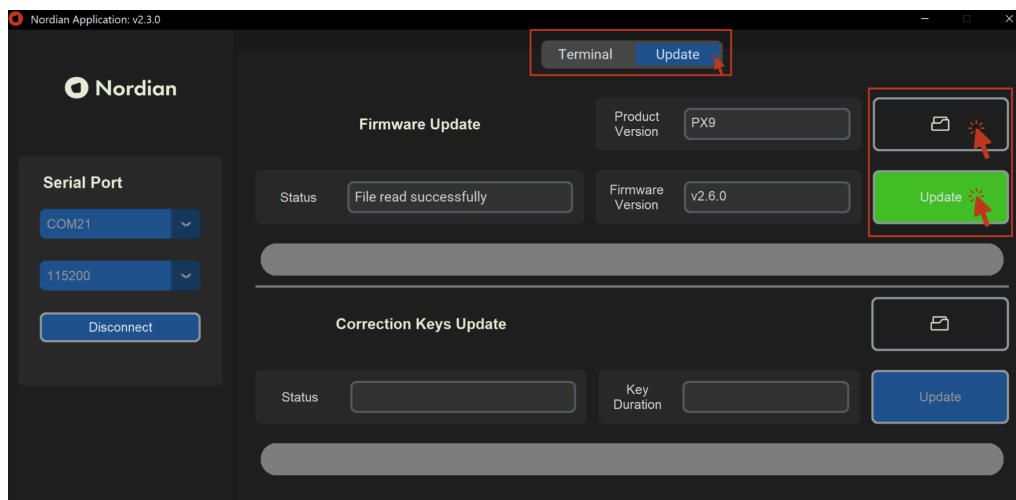 Nordian Application: v2.3.0
Terminal
Update
Nordian
Firmware Update
Product
Version
PX9
Serial Port
COM21
115200
Disconnect
Status
File read successfully
Firmware
Version
v2.6.0
Update
Correction Keys Update
Status
Key
Duration
Update